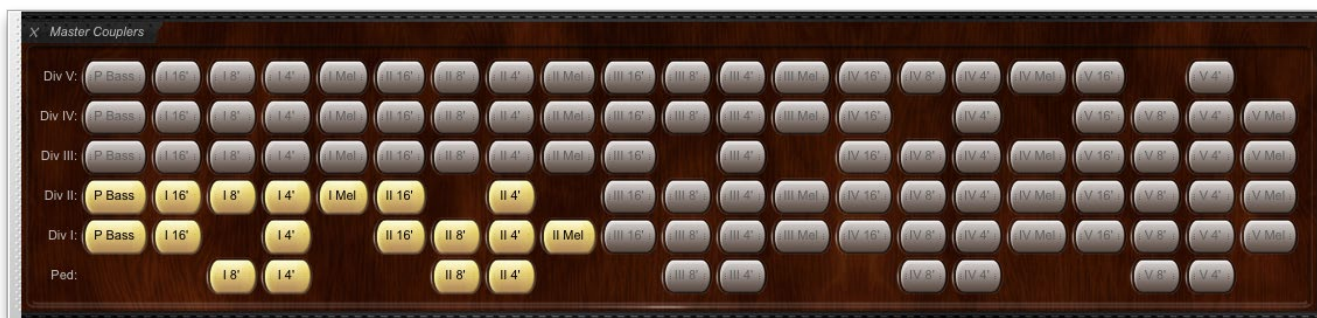 X Master Couplers
Div V: P Bass I 16' I 8' I 4' I Mel II 16' II 8' II 4' II Mel III 16' III 8' III 4' III Mel IV 16' IV 8' IV 4' IV Mel V 16' V 4'
Div IV: P Bass I 16' I 8' I 4' I Mel II 16' II 8' II 4' II Mel III 16' III 8' III 4' III Mel IV 16' IV 4' V 16' V 8' V 4' V Mel
Div III: P Bass I 16' I 8' I 4' I Mel II 16' II 8' II 4' II Mel III 16' III 4' IV 16' IV 8' IV 4' IV Mel V 16' V 8' V 4' V Mel
Div II: P Bass I 16' I 8' I 4' I Mel II 16' II 4' III 16' III 8' III 4' III Mel IV 16' IV 8' IV 4' IV Mel V 16' V 8' V 4' V Mel
Div I: P Bass I 16' I 4' II 16' II 8' II 4' II Mel III 16' III 8' III 4' III Mel IV 16' IV 8' IV 4' IV Mel V 16' V 8' V 4' V Mel
Ped: I 8' I 4' II 8' II 4' III 8' III 4' IV 8' IV 4' V 8' V 4'